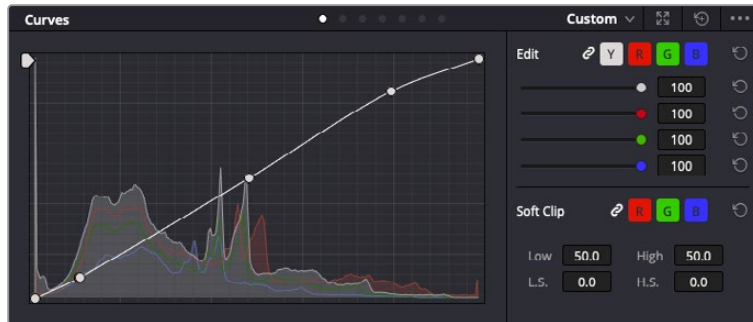 Curves Custom
Edit Y R G B
100
100
100
100
Soft Clip R G B
Low 50.0 High 50.0
L.S. 0.0 H.S. 0.0